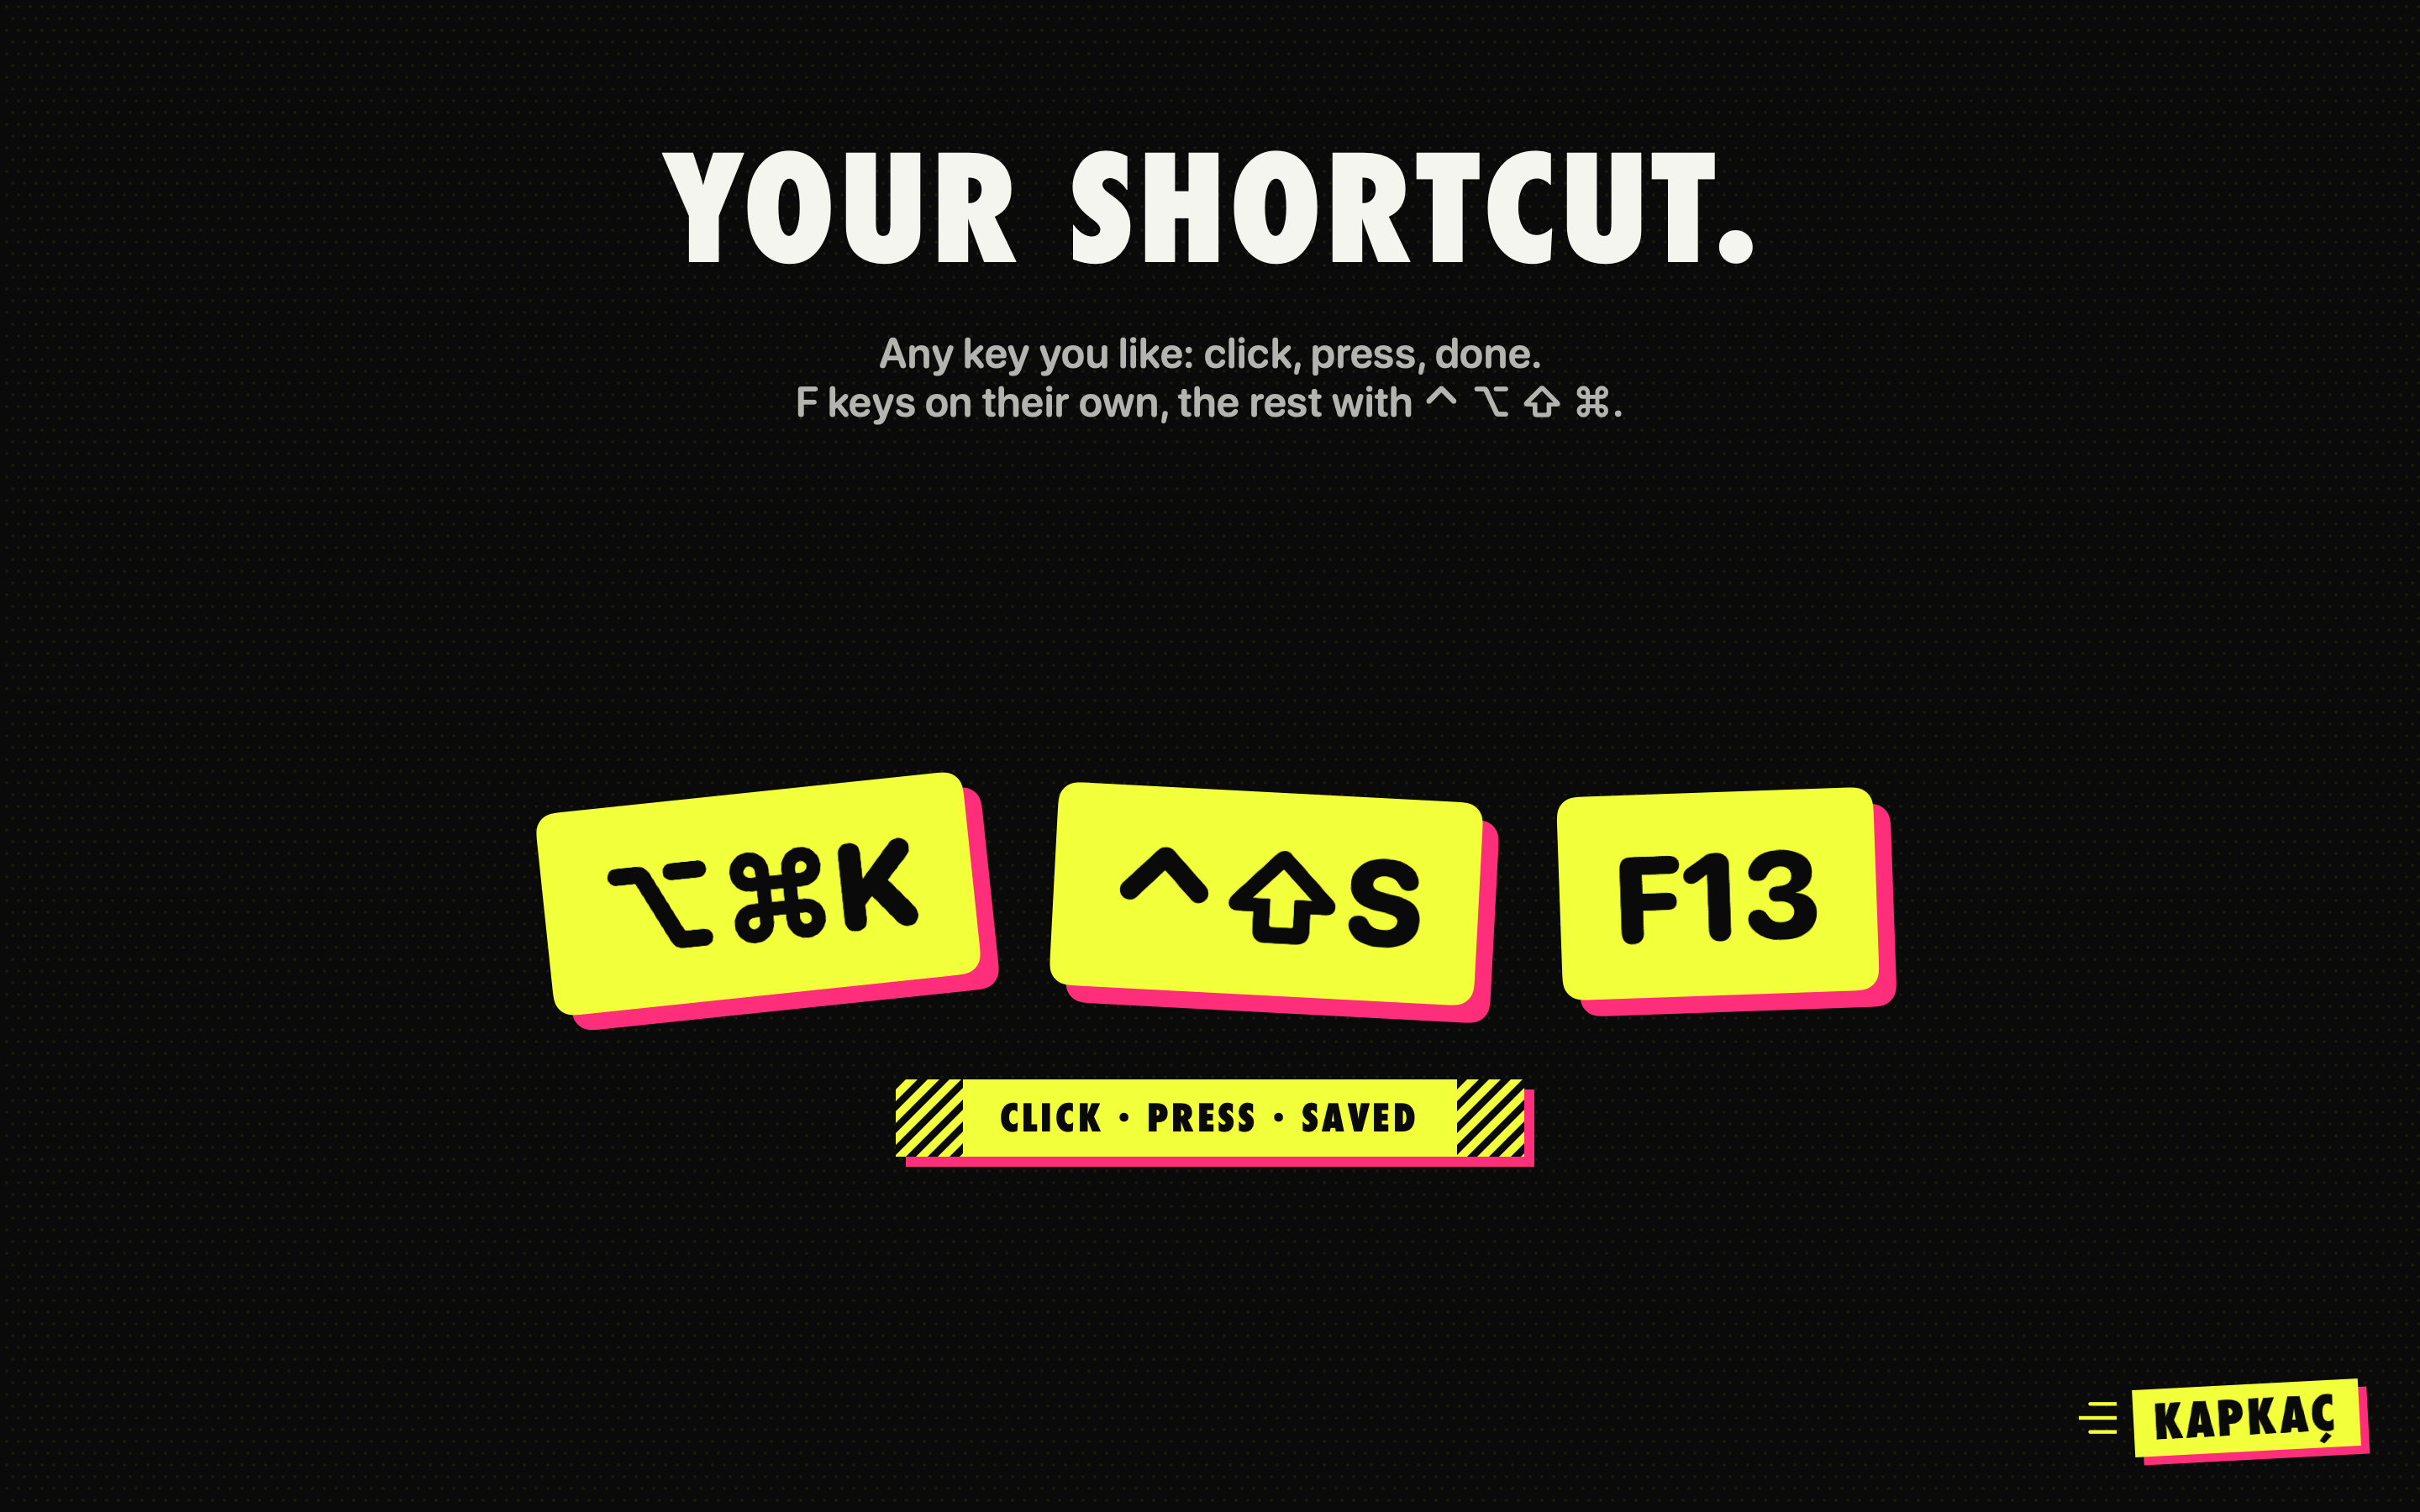 YOUR SHORTCUT.
Any key you like: click, press, done.
F keys on their own, the rest with ⌃ ⌥ ⇧ ⌘.
⌥⌘K
⌃⇧S
F13
CLICK • PRESS • SAVED
KAPKAÇ